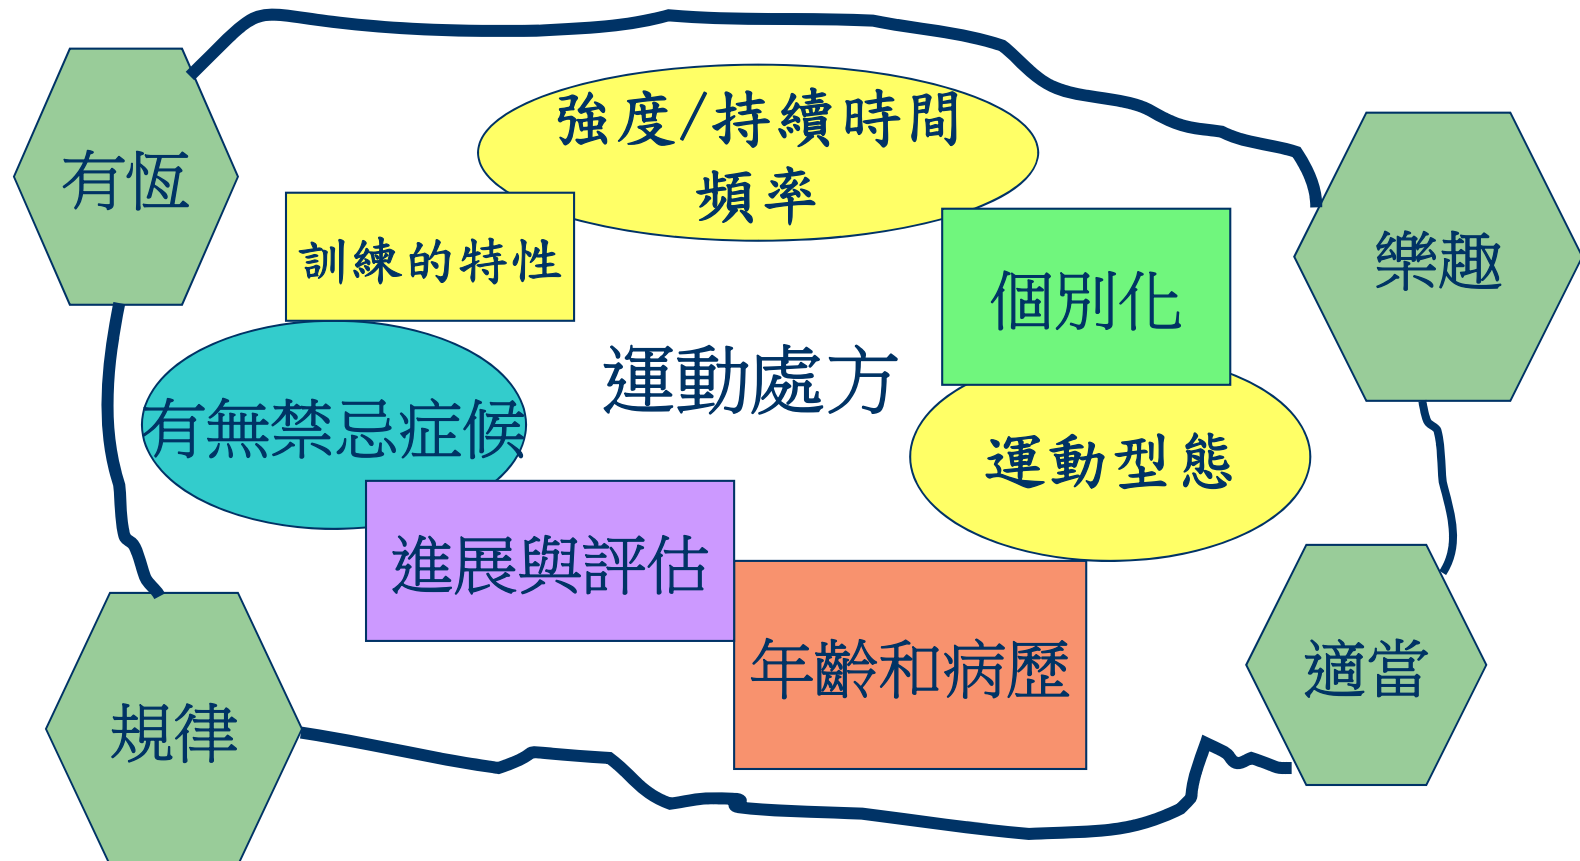 強度/持續時間
頻率
有恆
訓練的特性
樂趣
個別化
運動處方
有無禁忌症候
運動型態
進展與評估
年齡和病歷
適當
規律